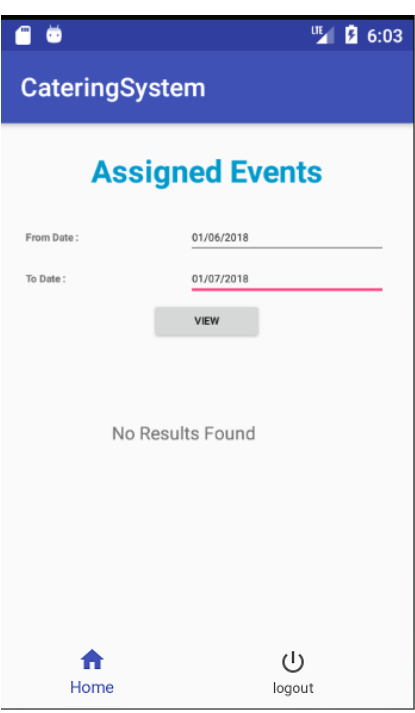 LTE 6:03
CateringSystem
Assigned Events
From Date : 01/06/2018
To Date : 01/07/2018
VIEW
No Results Found
Home logout